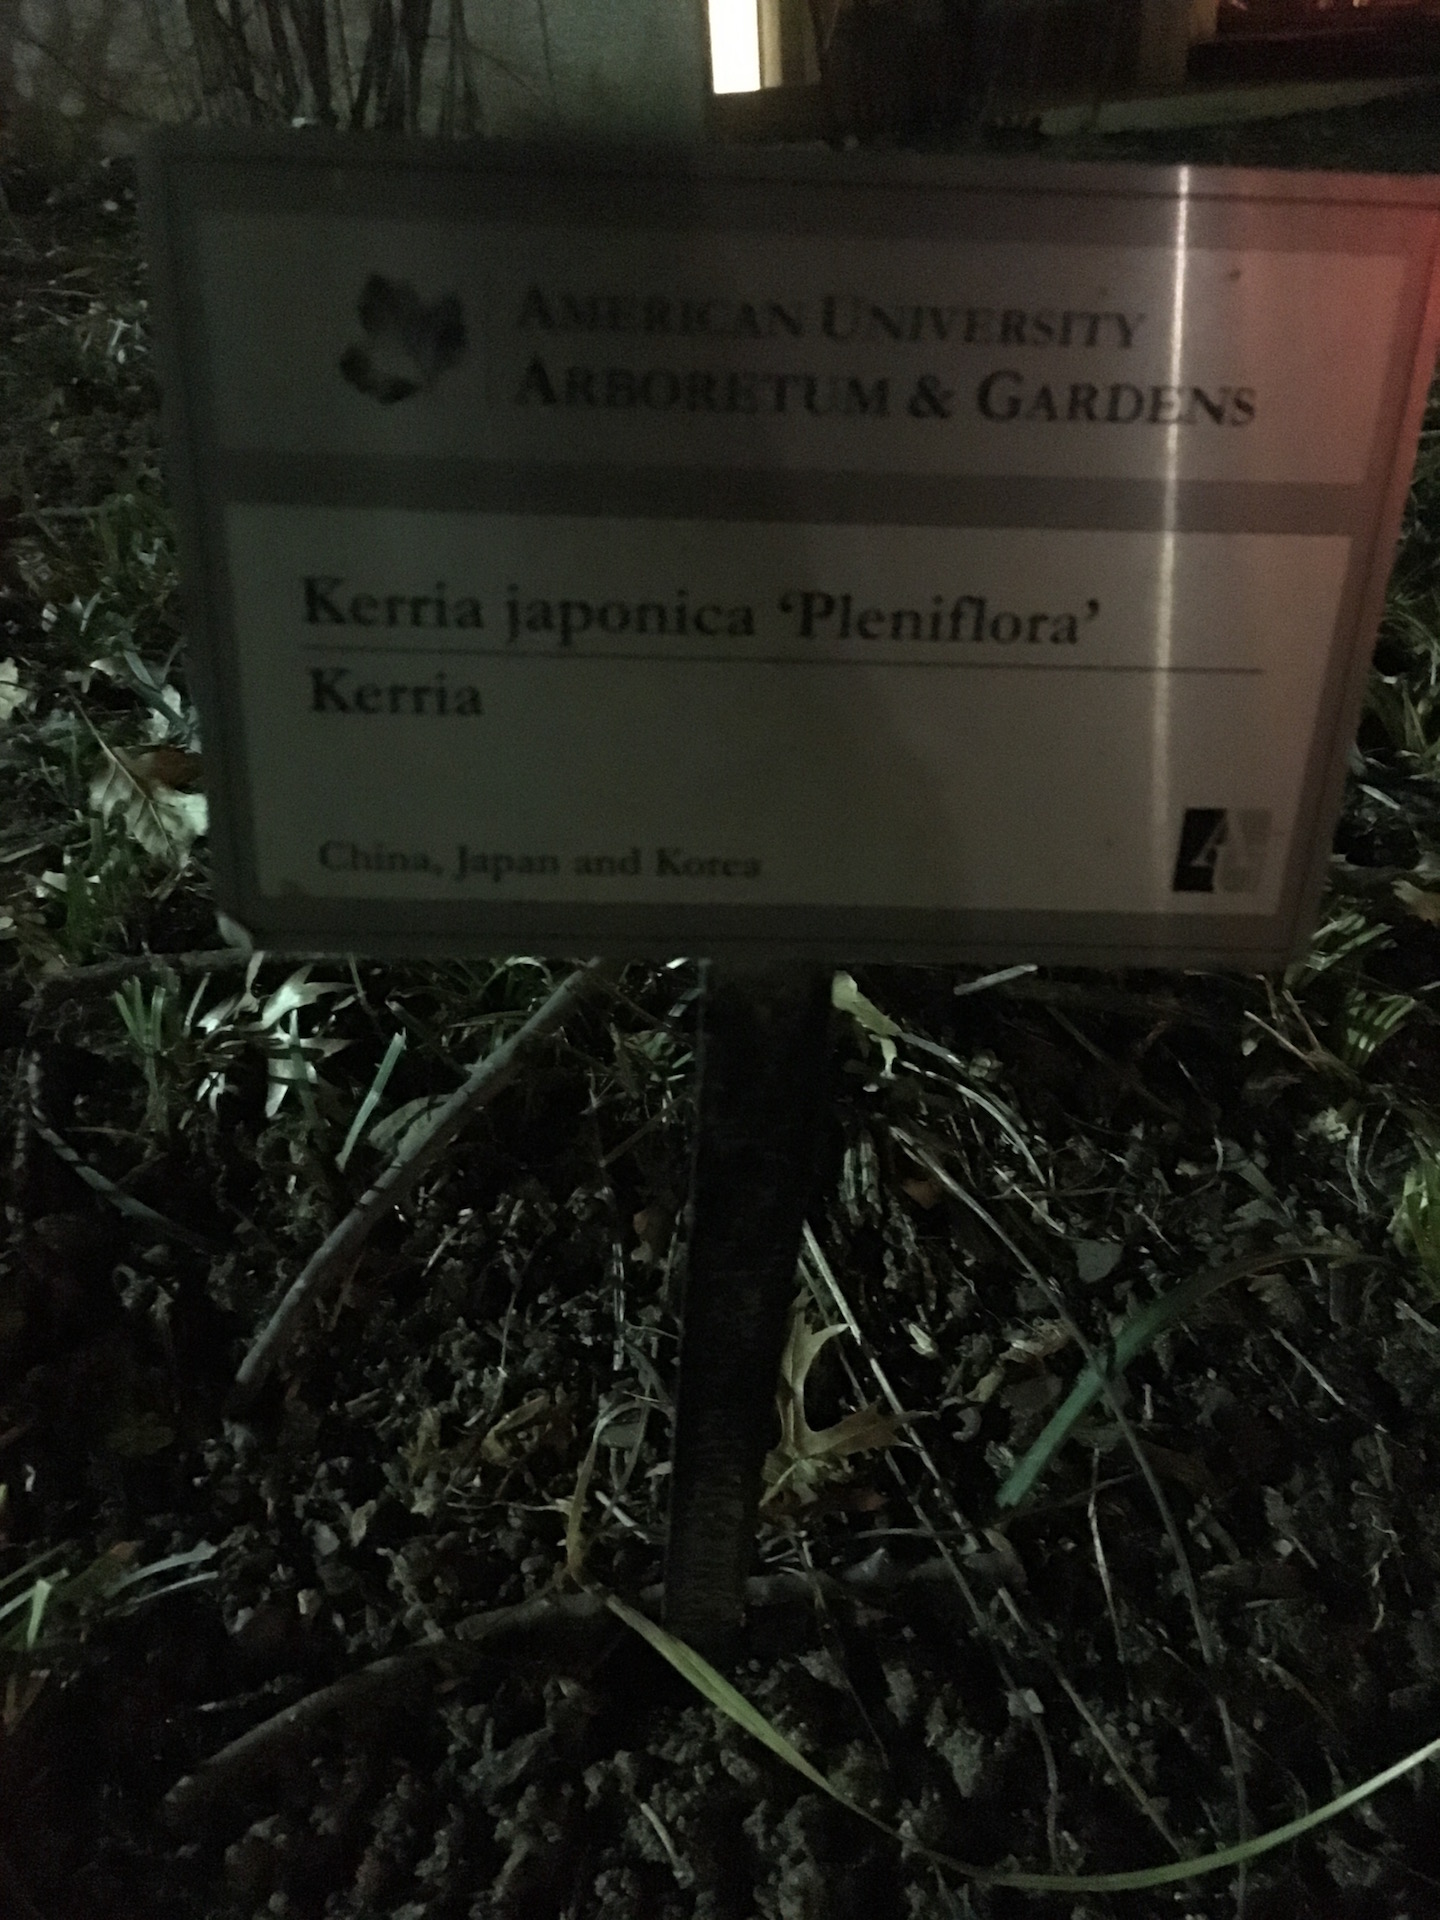 AMERICAN UNIVERSITY
ARBORETUM & GARDENS
Kerria japonica ‘Pleniflora’
Kerria
China, Japan and Korea